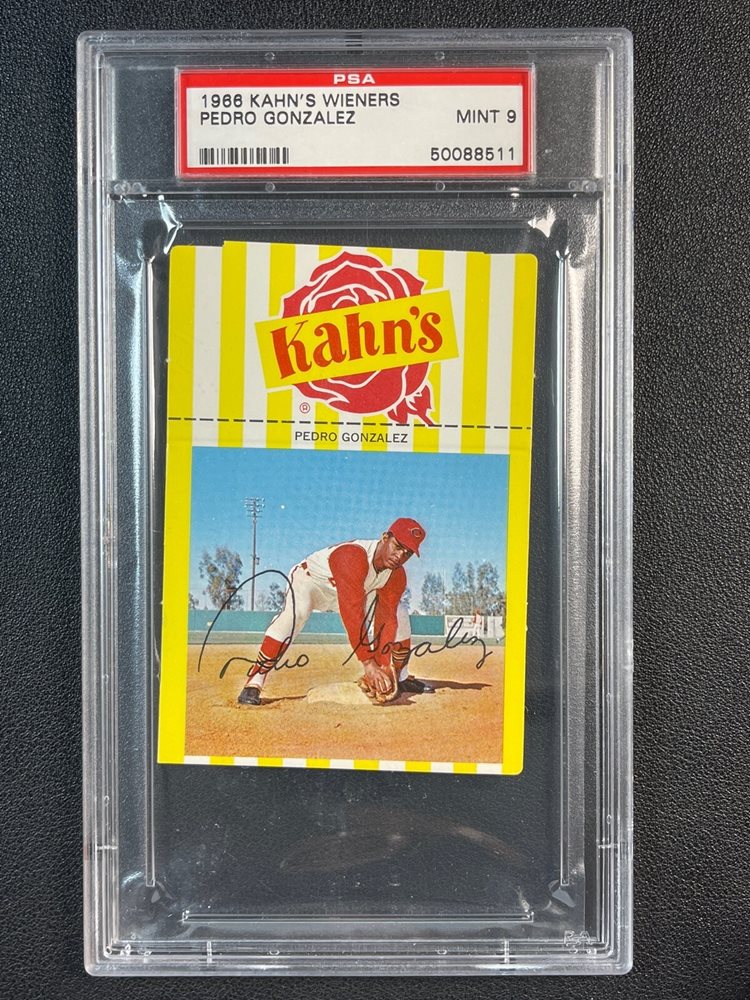 PSA
1966 KAHN'S WIENERS
PEDRO GONZALEZ MINT 9
50088511
Kahn's
®
PEDRO GONZALEZ
Pedro Gonzalez